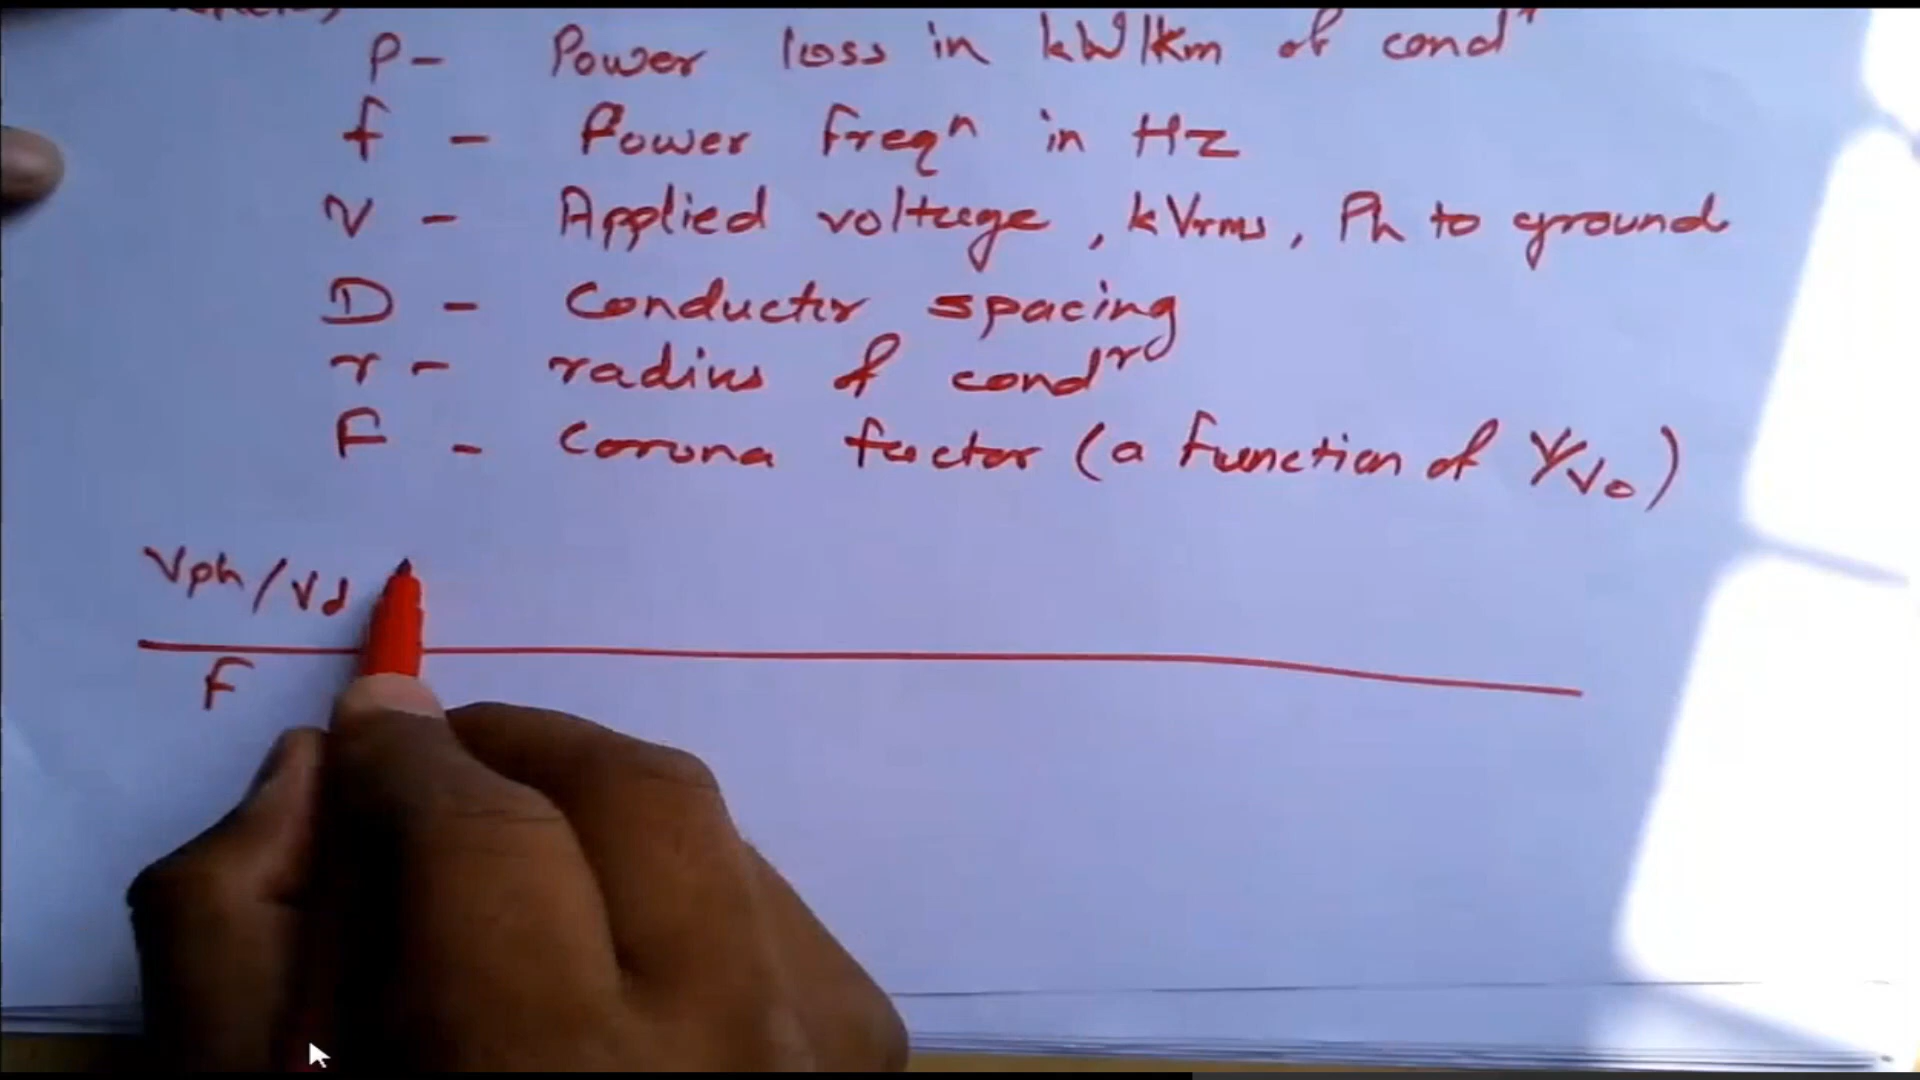 P - Power loss in kW/km of condʳ
f - Power freqⁿ in Hz
V - Applied voltage, kVrms, Ph to ground
D - Conductor spacing
r - radius of condʳ
F - Corona factor (a function of V/Vo)
Vph/Vd
F